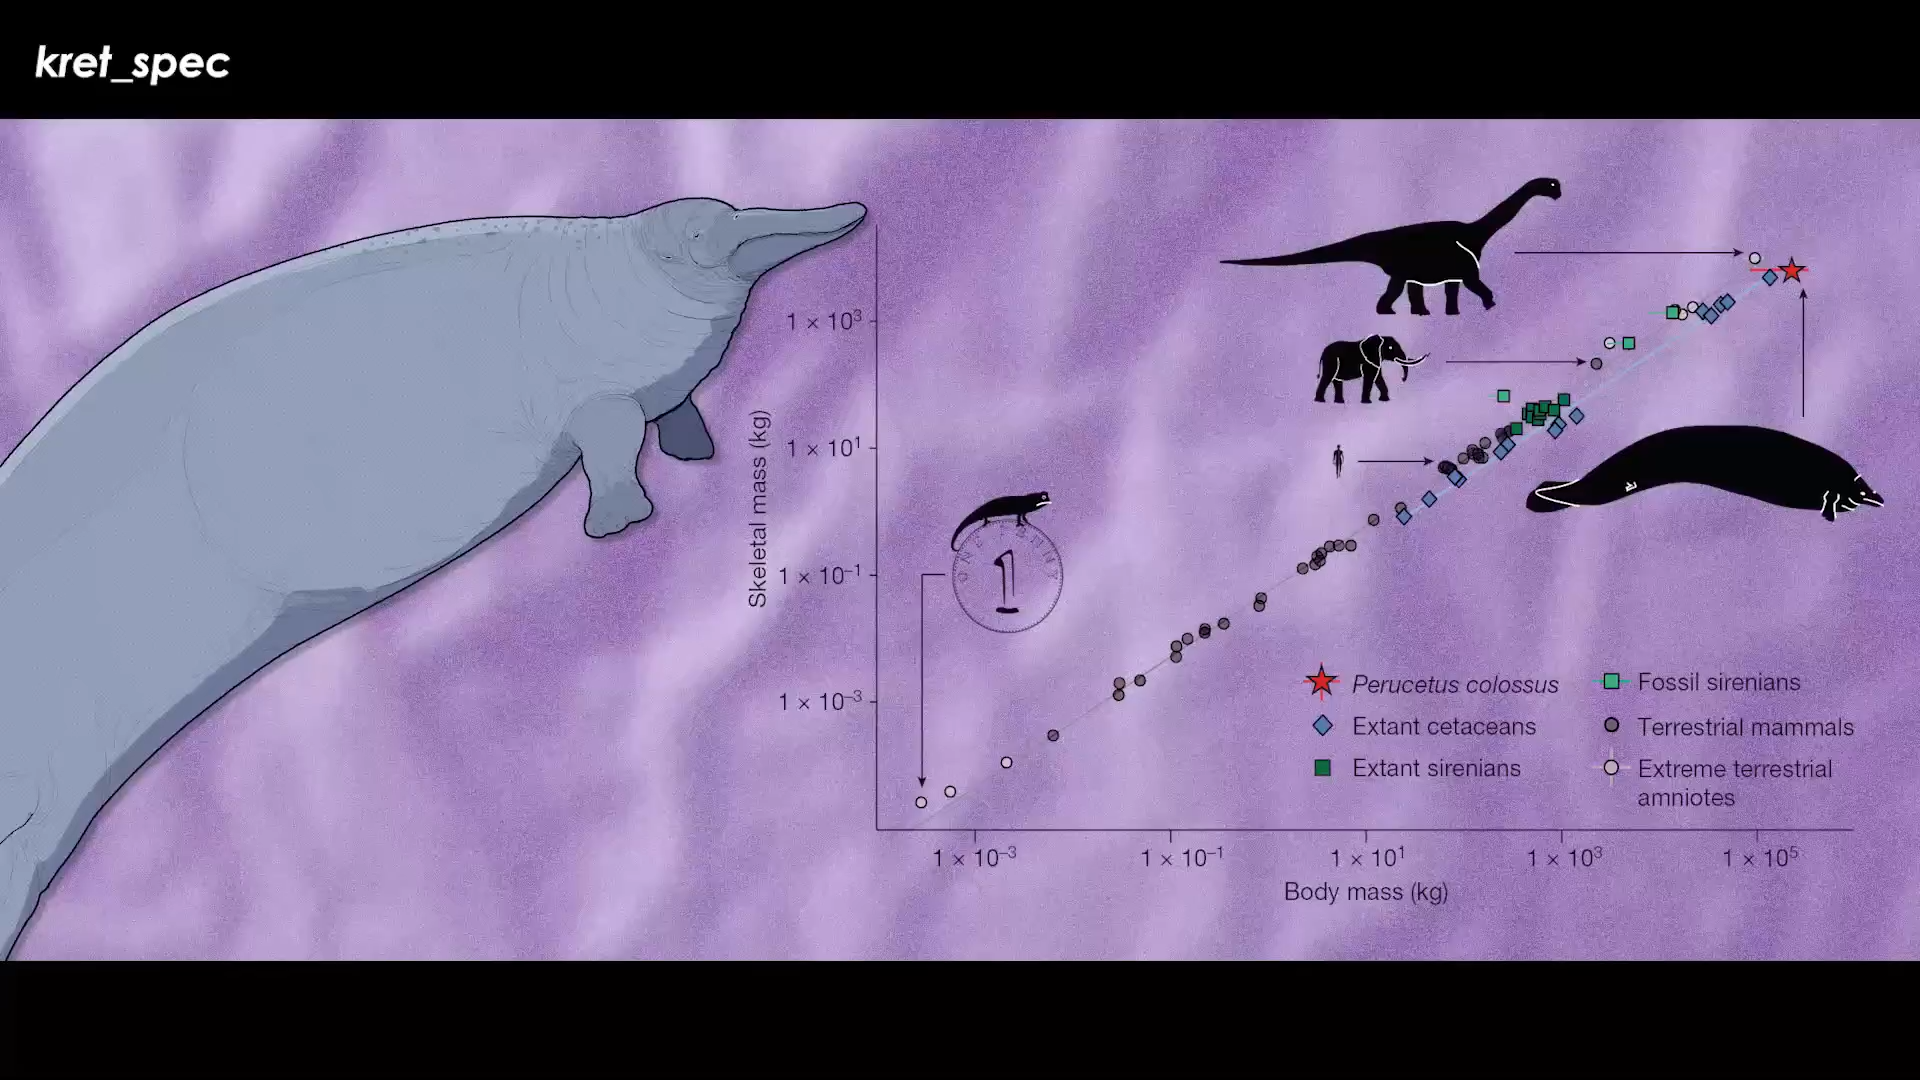 kret_spec
Skeletal mass (kg)
1 × 10³
1 × 10¹
1 × 10⁻¹
1 × 10⁻³
ONE PENNY
1
Perucetus colossus
Extant cetaceans
Extant sirenians
Fossil sirenians
Terrestrial mammals
Extreme terrestrial
amniotes
1 × 10⁻³
1 × 10⁻¹
1 × 10¹
1 × 10³
1 × 10⁵
Body mass (kg)